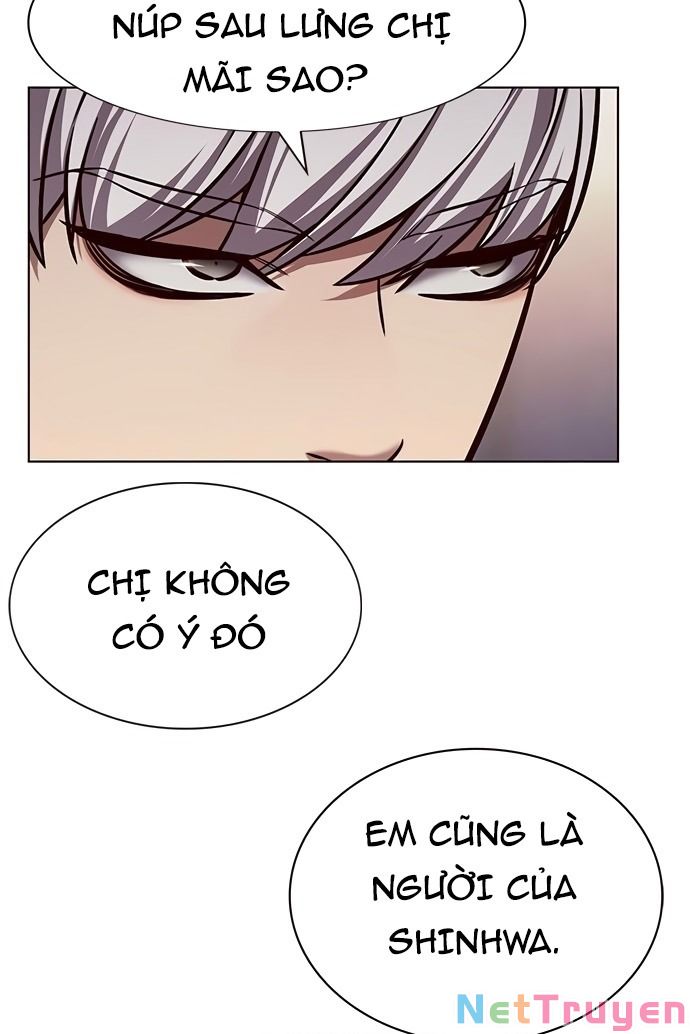 NÚP SAU LƯNG CHỊ
MÃI SAO?
CHỊ KHÔNG
CÓ Ý ĐÓ
EM CŨNG LÀ
NGƯỜI CỦA
SHINHWA.
NetTruyen